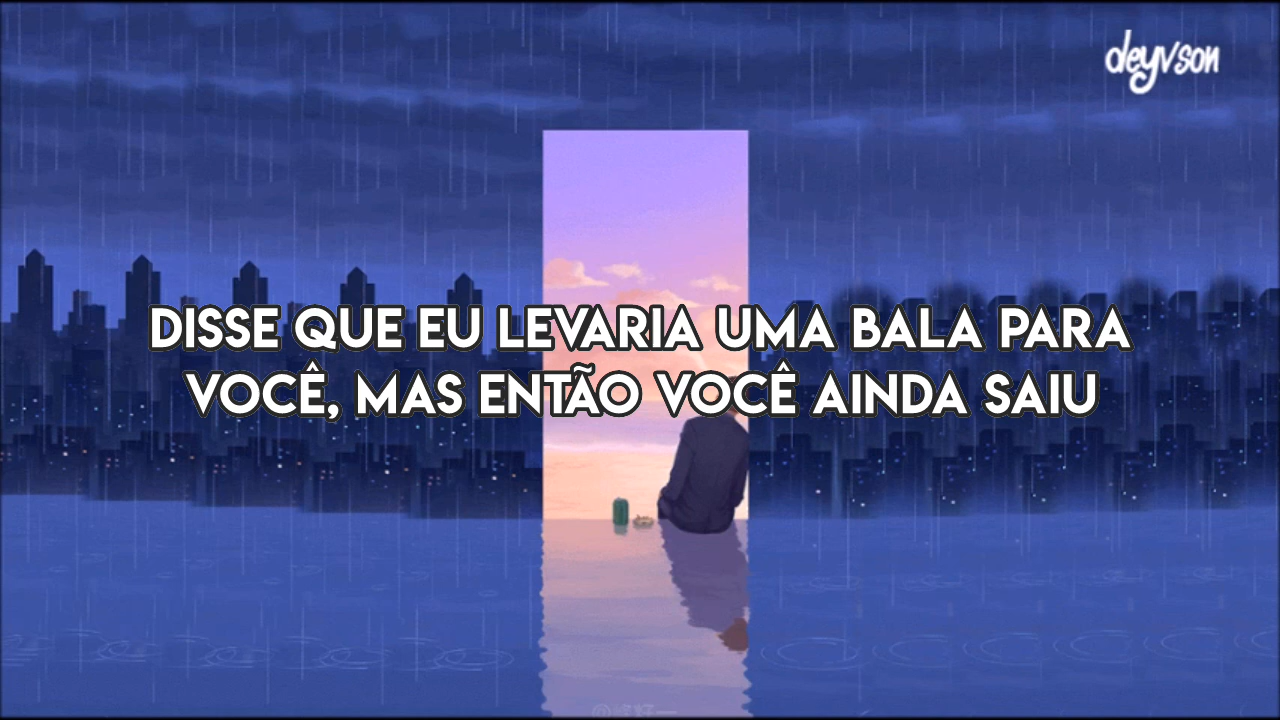 deyvson
DISSE QUE EU LEVARIA UMA BALA PARA
VOCÊ, MAS ENTÃO VOCÊ AINDA SAIU